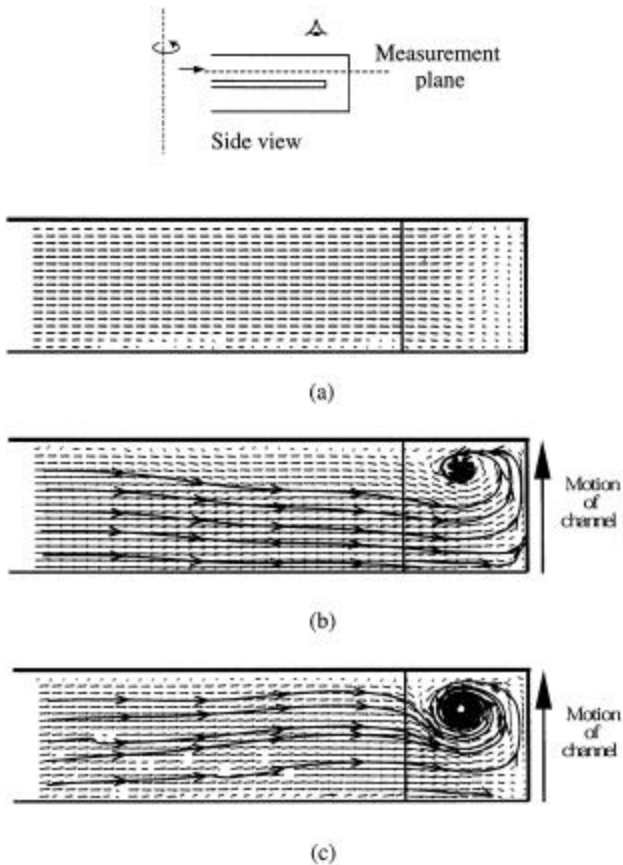 Measurement
plane
Side view
(a)
Motion
of
channel
(b)
Motion
of
channel
(c)